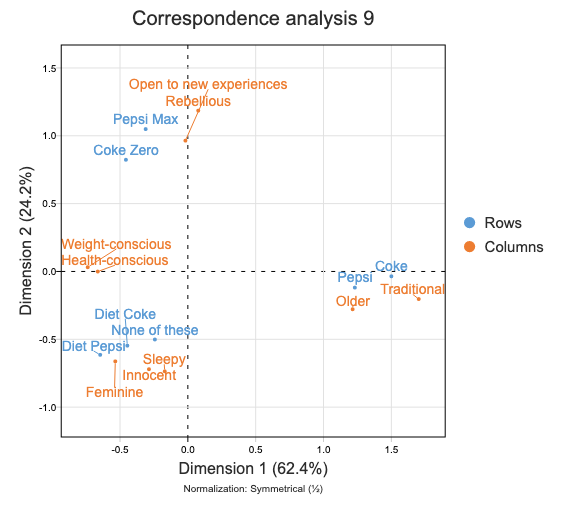 Correspondence analysis 9
1.5
Open to new experiences
Rebellious
Pepsi Max
1.0
Coke Zero
0.5
Weight-conscious
Health-conscious
0.0
Coke
Pepsi
Traditional
Older
Diet Coke
None of these
-0.5
Diet Pepsi
Sleepy
Innocent
Feminine
-1.0
-0.5
0.0
0.5
1.0
1.5
Dimension 2 (24.2%)
Dimension 1 (62.4%)
Normalization: Symmetrical (½)
Rows
Columns